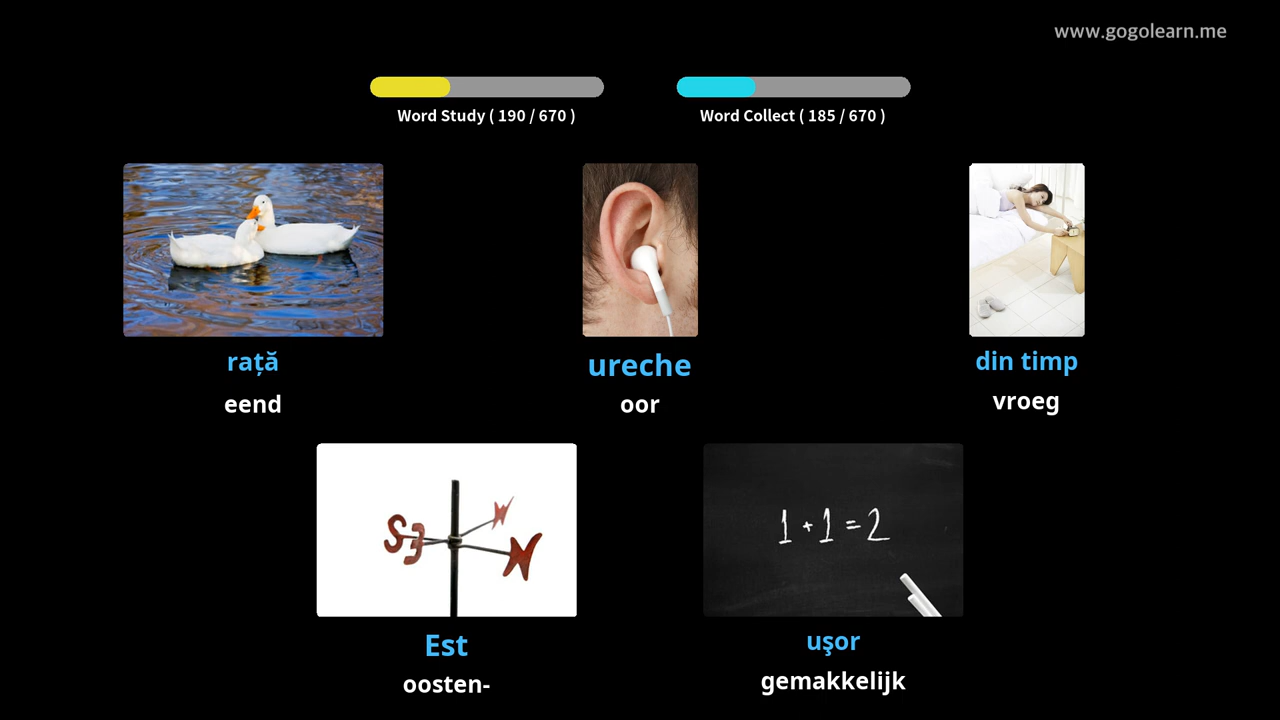 www.gogolearn.me
Word Study ( 190 / 670 )
Word Collect ( 185 / 670 )
rață
eend
ureche
oor
din timp
vroeg
S E N N
1 + 1 = 2
Est
oosten-
uşor
gemakkelijk